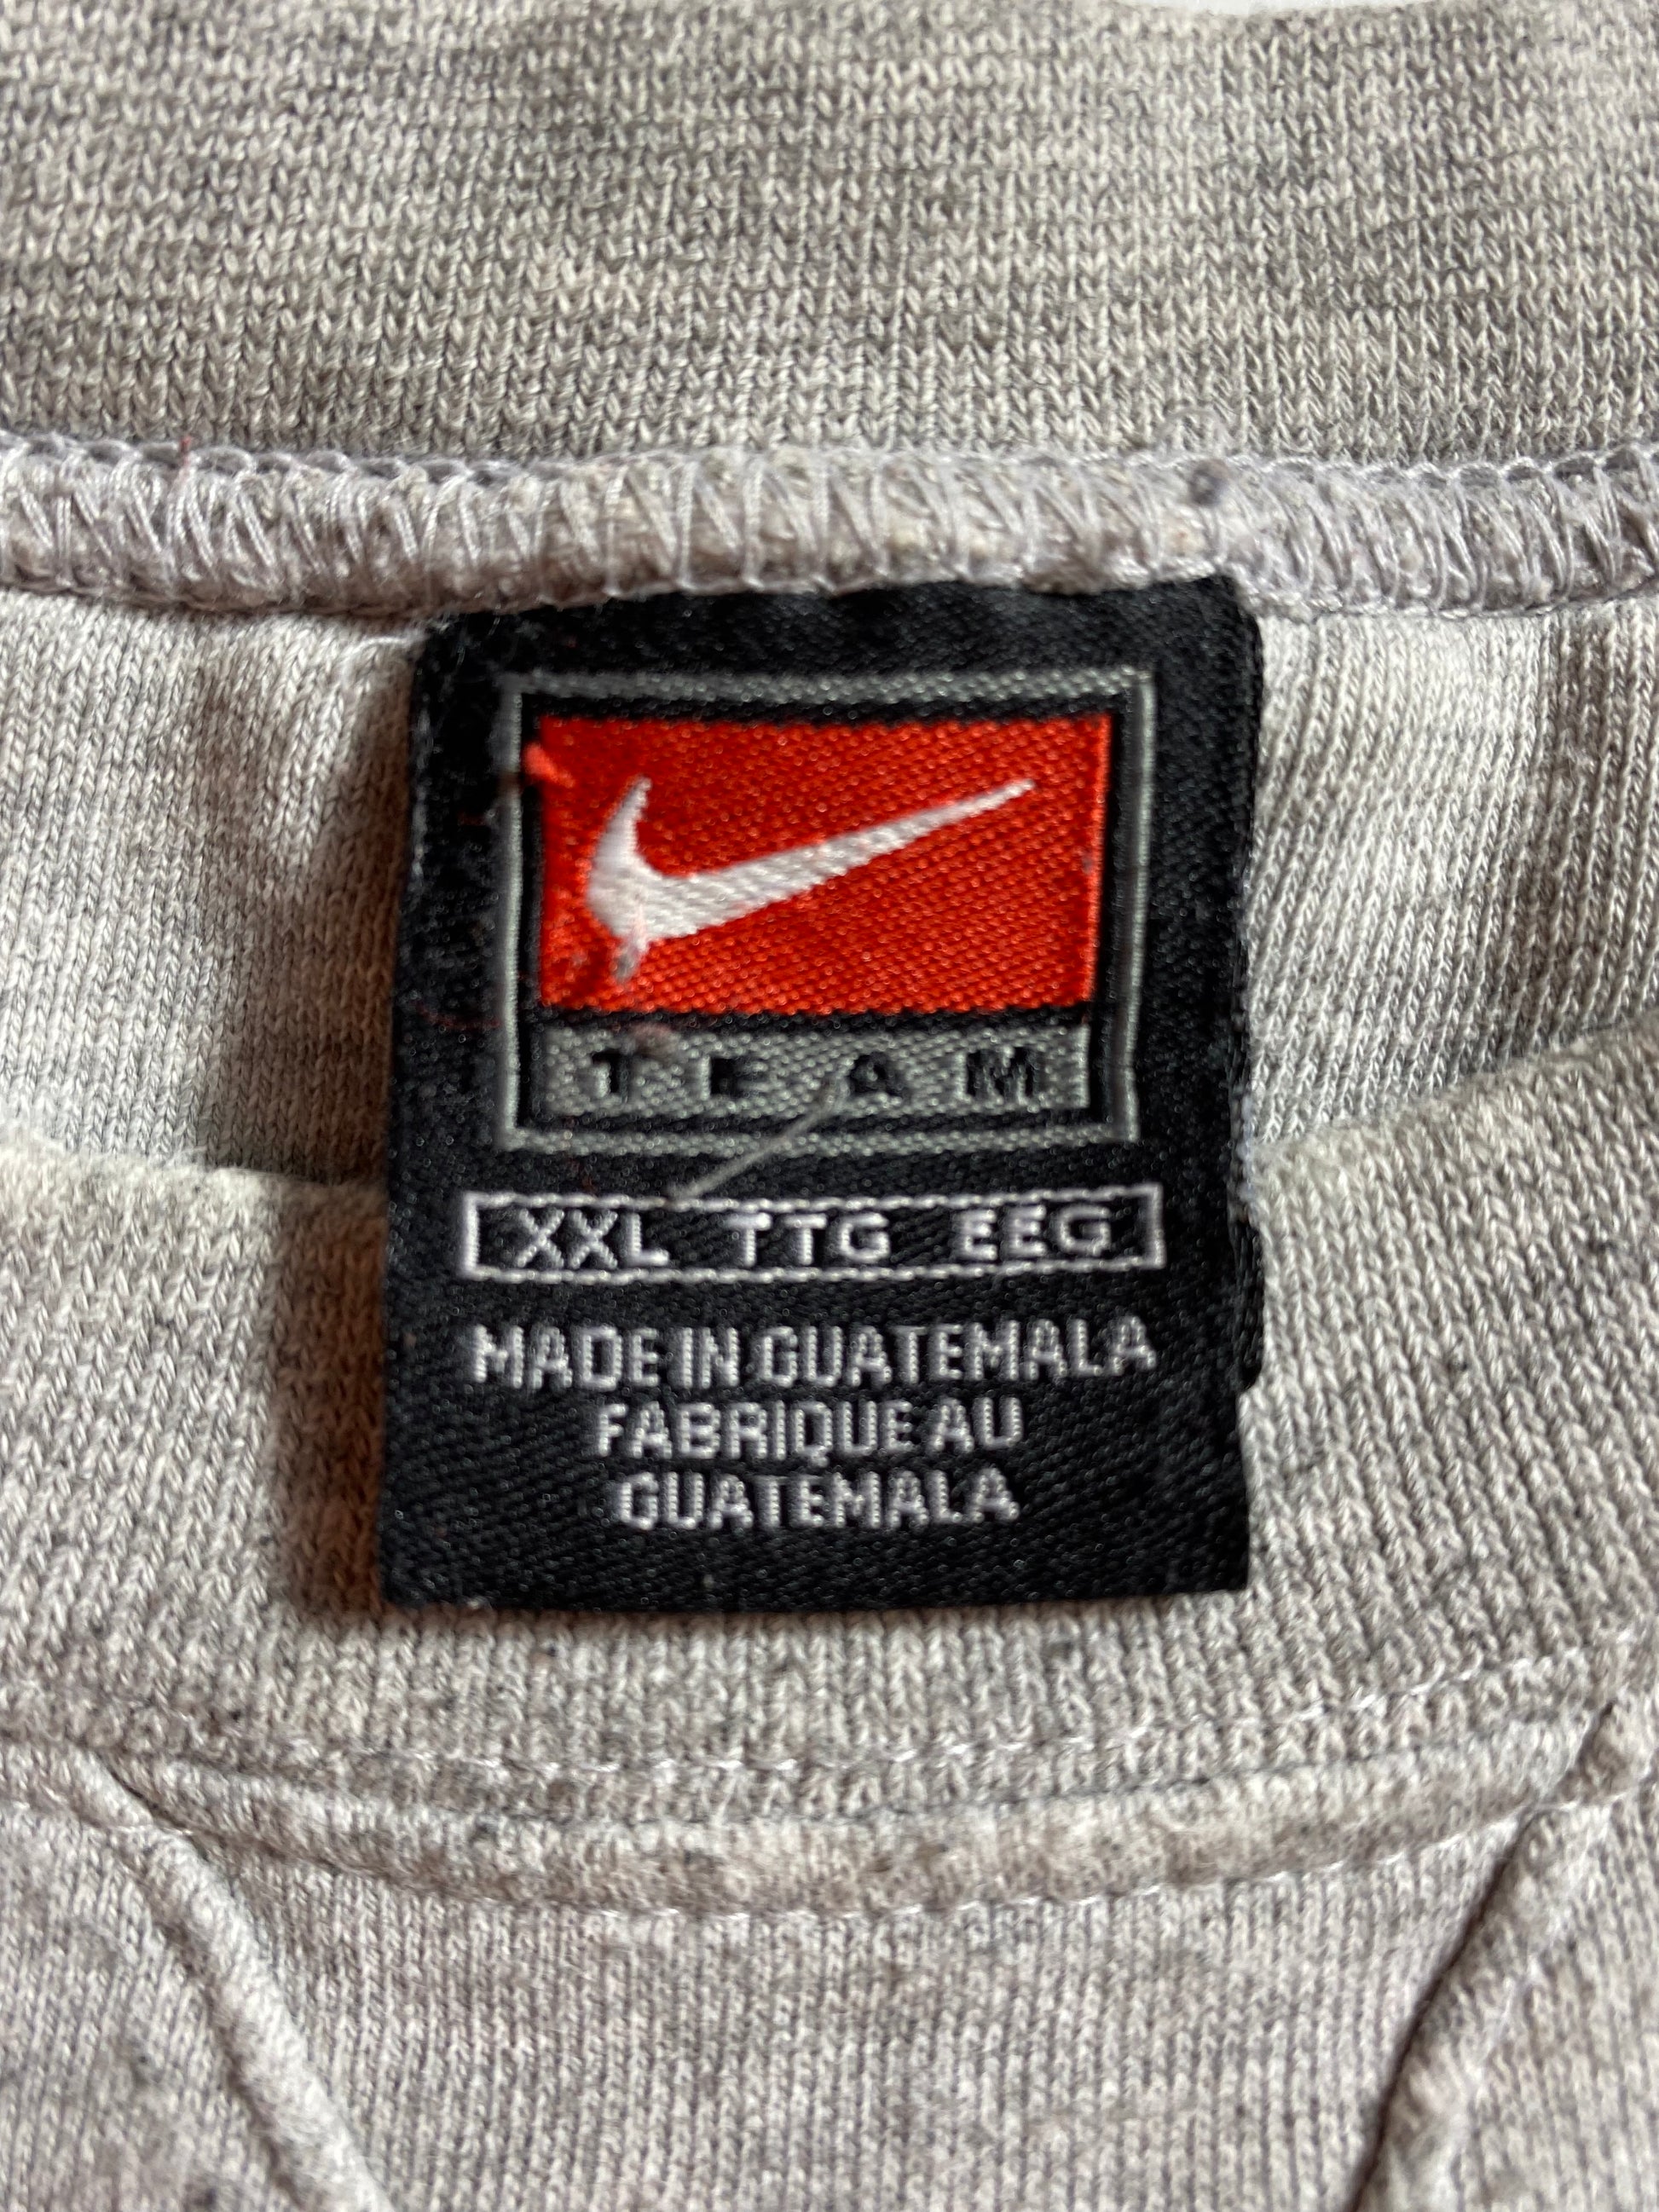 TEAM
XXL TTG EEG
MADE IN GUATEMALA
FABRIQUE AU
GUATEMALA